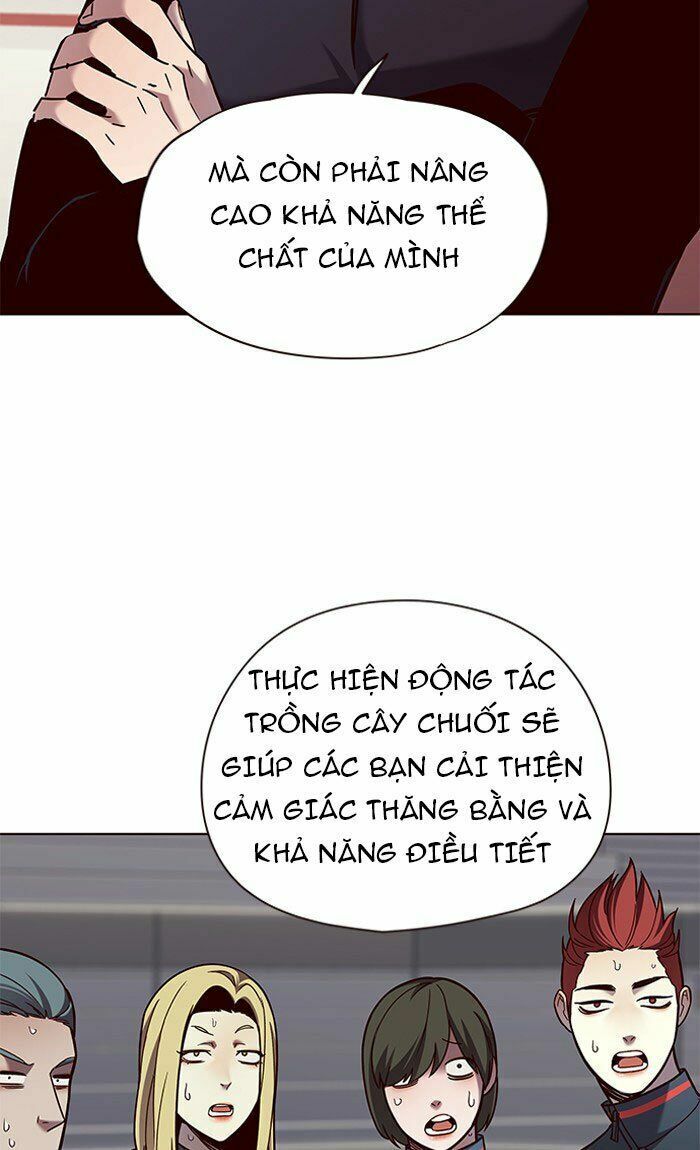 MÀ CÒN PHẢI NÂNG
CAO KHẢ NĂNG THỂ
CHẤT CỦA MÌNH
THỰC HIỆN ĐỘNG TÁC
TRỒNG CÂY CHUỐI SẼ
GIÚP CÁC BẠN CẢI THIỆN
CẢM GIÁC THĂNG BẰNG VÀ
KHẢ NĂNG ĐIỀU TIẾT